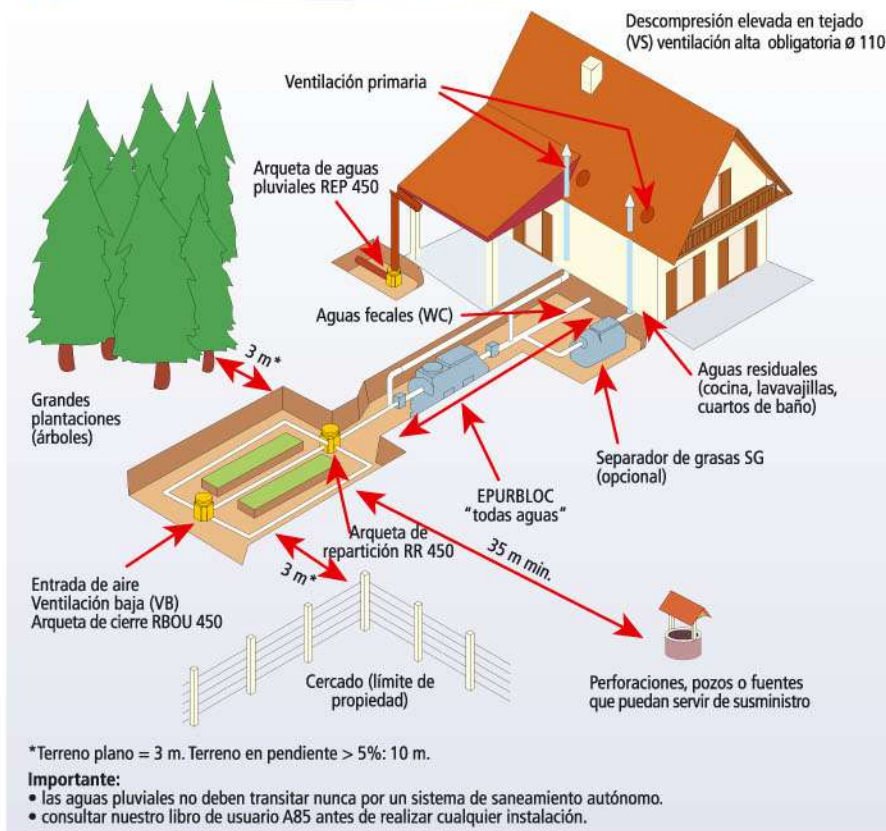 Descompresión elevada en tejado
(VS) ventilación alta obligatoria ø 110
Ventilación primaria
Arqueta de aguas
pluviales REP 450
Aguas fecales (WC)
3 m*
Grandes
plantaciones
(árboles)
Aguas residuales
(cocina, lavavajillas,
cuartos de baño)
Separador de grasas SG
(opcional)
EPURBLOC
“todas aguas”
Arqueta de
repartición RR 450
35 m min.
3 m*
Entrada de aire
Ventilación baja (VB)
Arqueta de cierre RBOU 450
Cercado (límite de
propiedad)
Perforaciones, pozos o fuentes
que puedan servir de susministro
*Terreno plano = 3 m. Terreno en pendiente > 5%: 10 m.
Importante:
• las aguas pluviales no deben transitar nunca por un sistema de saneamiento autónomo.
• consultar nuestro libro de usuario A85 antes de realizar cualquier instalación.